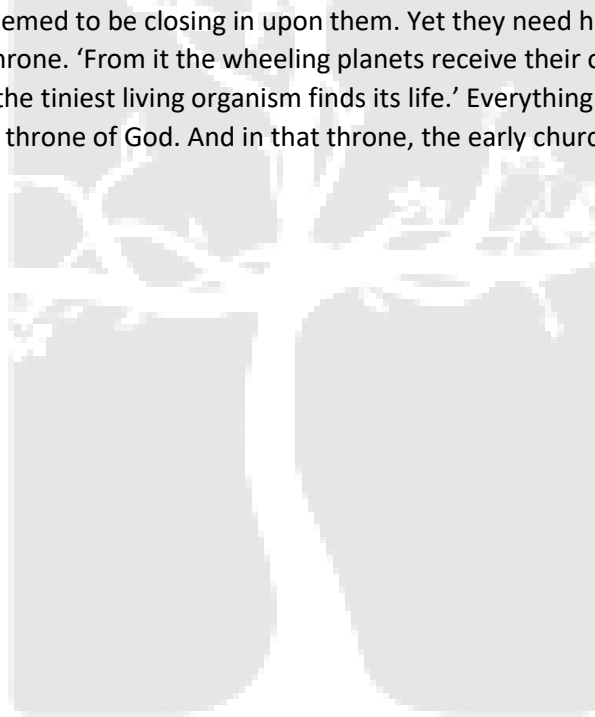 emed to be closing in upon them. Yet they need h
hrone. ‘From it the wheeling planets receive their
the tiniest living organism finds its life.’ Everything
throne of God. And in that throne, the early churc